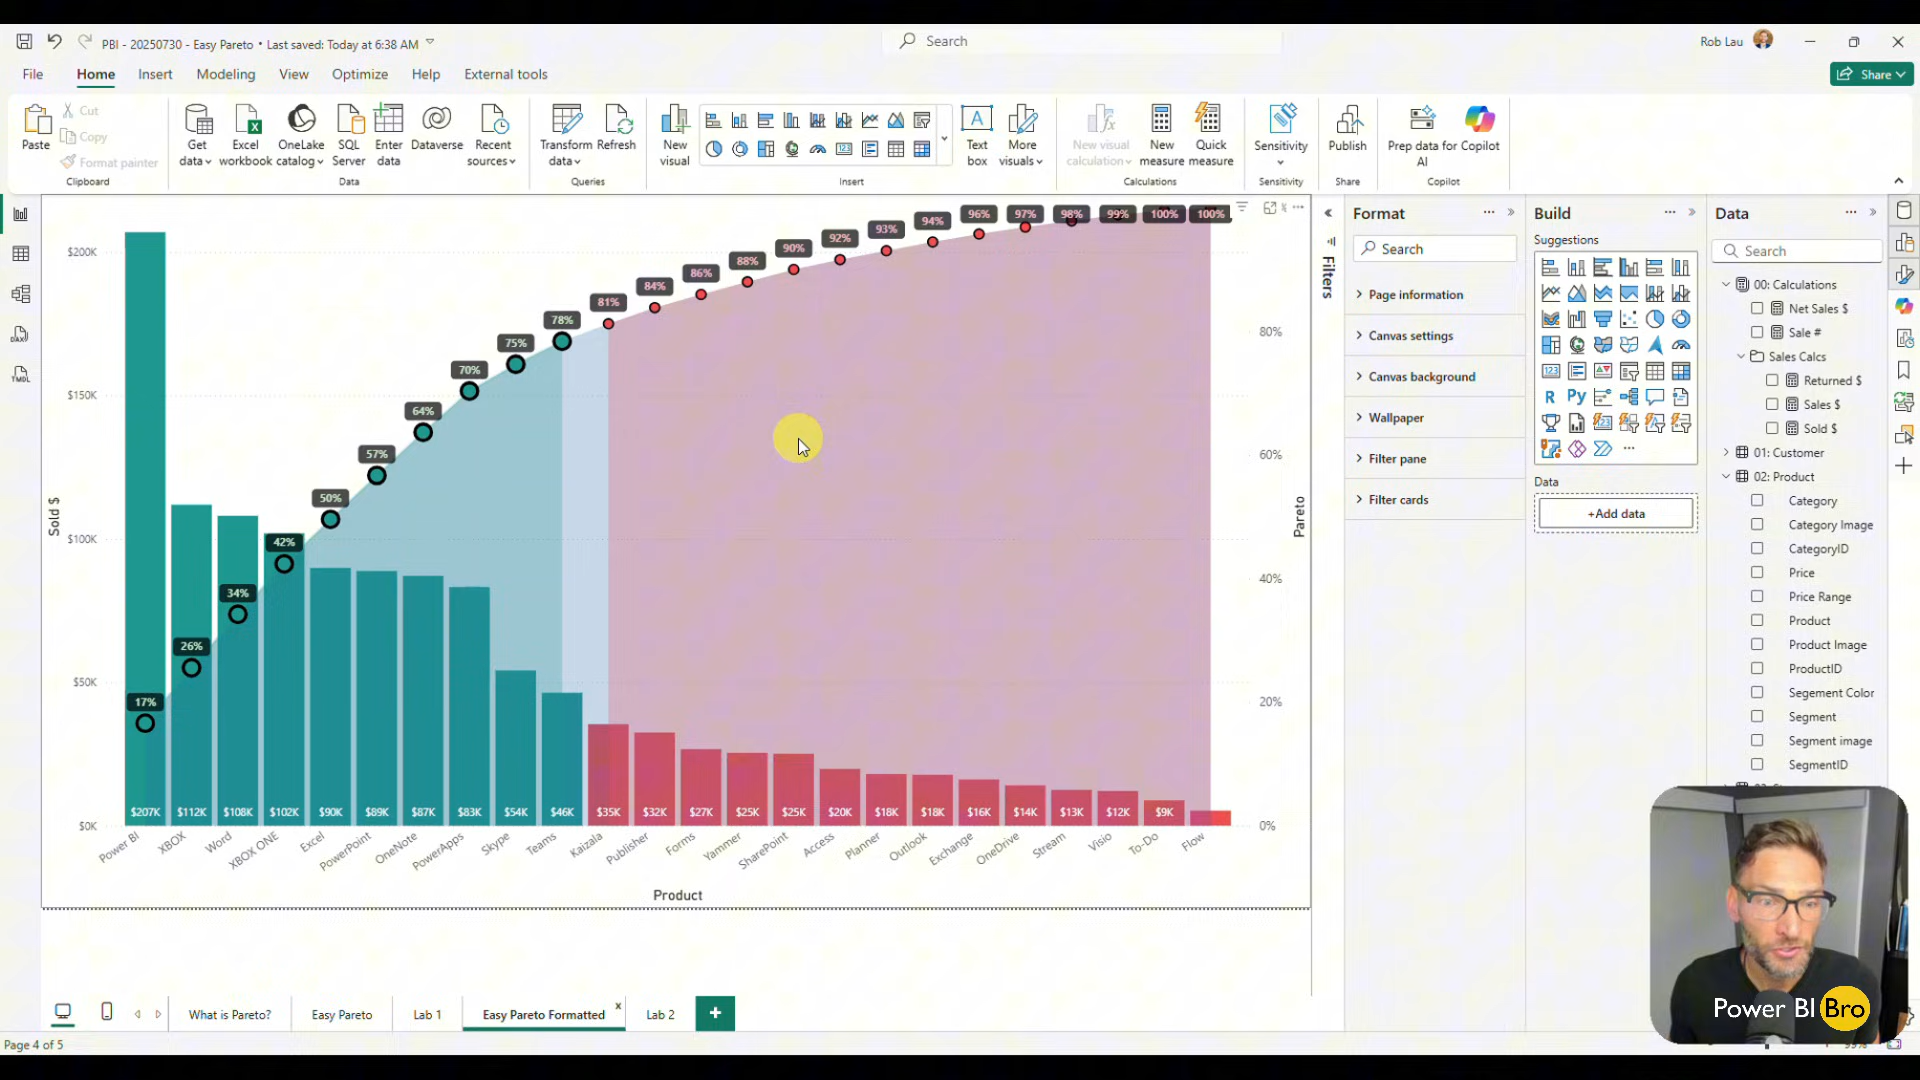 PBI - 20250730 - Easy Pareto • Last saved: Today at 6:38 AM
Search
Rob Lau
File
Home
Insert
Modeling
View
Optimize
Help
External tools
Share
Paste
Cut
Copy
Format painter
Clipboard
Get data
Excel workbook
OneLake catalog
SQL Server
Enter data
Dataverse
Recent sources
Data
Transform data
Refresh
Queries
New visual
Text box
More visuals
Insert
New visual calculation
New measure
Quick measure
Calculations
Sensitivity
Sensitivity
Publish
Share
Prep data for AI
Copilot
Copilot
$200K
$150K
$100K
$50K
$0K
Sold $
17%
26%
34%
42%
50%
57%
64%
70%
75%
78%
81%
84%
86%
88%
90%
92%
93%
94%
96%
97%
98%
99%
100%
100%
80%
60%
40%
20%
0%
Pareto
$207K
$112K
$108K
$102K
$90K
$89K
$87K
$83K
$54K
$46K
$35K
$32K
$27K
$25K
$25K
$20K
$18K
$18K
$16K
$14K
$13K
$12K
$9K
Power BI
XBOX
Word
XBOX ONE
Excel
PowerPoint
OneNote
PowerApps
Skype
Teams
Kaizala
Publisher
Forms
Yammer
SharePoint
Access
Planner
Outlook
Exchange
OneDrive
Stream
Visio
To-Do
Flow
Product
Filters
Format
Search
Page information
Canvas settings
Canvas background
Wallpaper
Filter pane
Filter cards
Build
Suggestions
R
Py
123
Data
+Add data
Data
Search
00: Calculations
Net Sales $
Sale #
Sales Calcs
Returned $
Sales $
Sold $
01: Customer
02: Product
Category
Category Image
CategoryID
Price
Price Range
Product
Product Image
ProductID
Segement Color
Segment
Segment image
SegmentID
What is Pareto?
Easy Pareto
Lab 1
Easy Pareto Formatted
Lab 2
Page 4 of 5
Power BI Bro